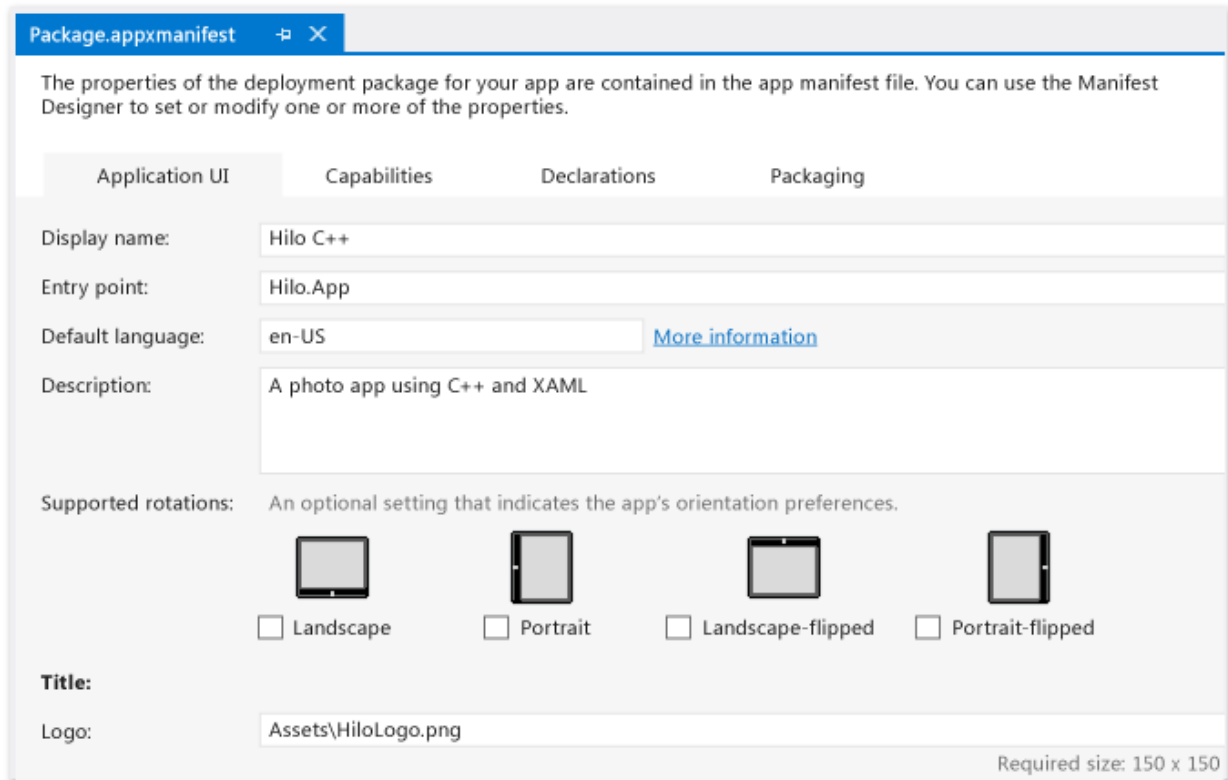 Package.appxmanifest
The properties of the deployment package for your app are contained in the app manifest file. You can use the Manifest
Designer to set or modify one or more of the properties.
Application UI Capabilities Declarations Packaging
Display name: Hilo C++
Entry point: Hilo.App
Default language: en-US More information
Description: A photo app using C++ and XAML
Supported rotations: An optional setting that indicates the app's orientation preferences.
Landscape Portrait Landscape-flipped Portrait-flipped
Title:
Logo: Assets\HiloLogo.png
Required size: 150 x 150